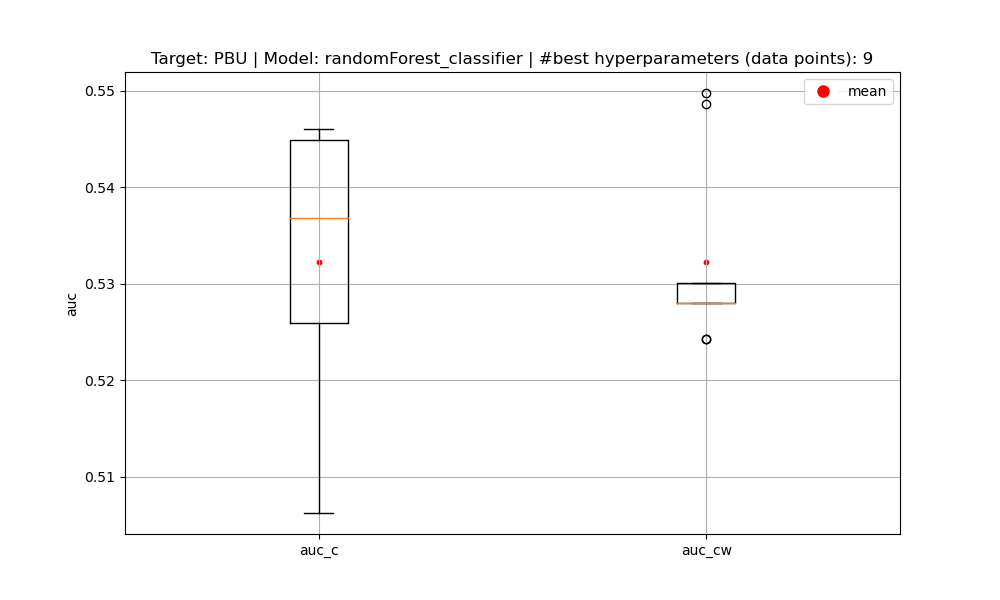 Target: PBU | Model: randomForest_classifier | #best hyperparameters (data points): 9
mean
0.55
0.54
0.53
0.52
0.51
auc
auc_c
auc_cw